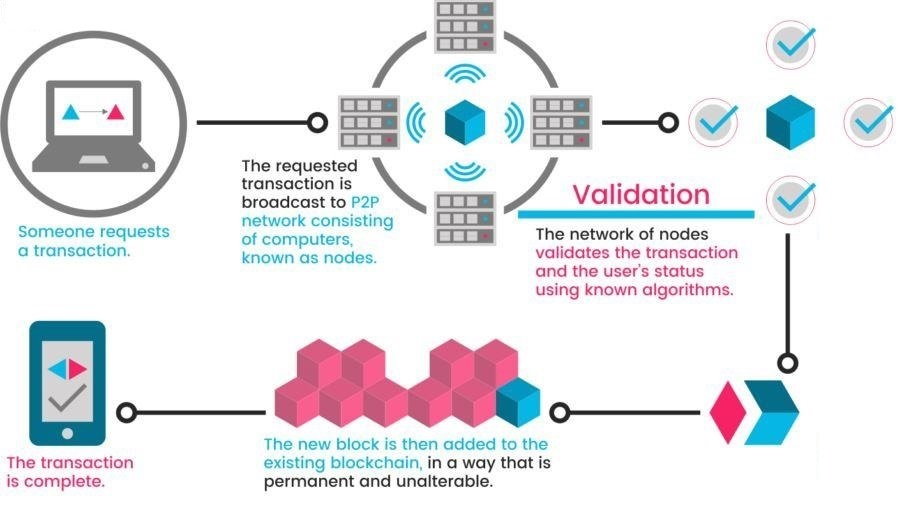 Someone requests
a transaction.
The requested
transaction is
broadcast to P2P
network consisting
of computers,
known as nodes.
Validation
The network of nodes
validates the transaction
and the user's status
using known algorithms.
The new block is then added to the
existing blockchain, in a way that is
permanent and unalterable.
The transaction
is complete.